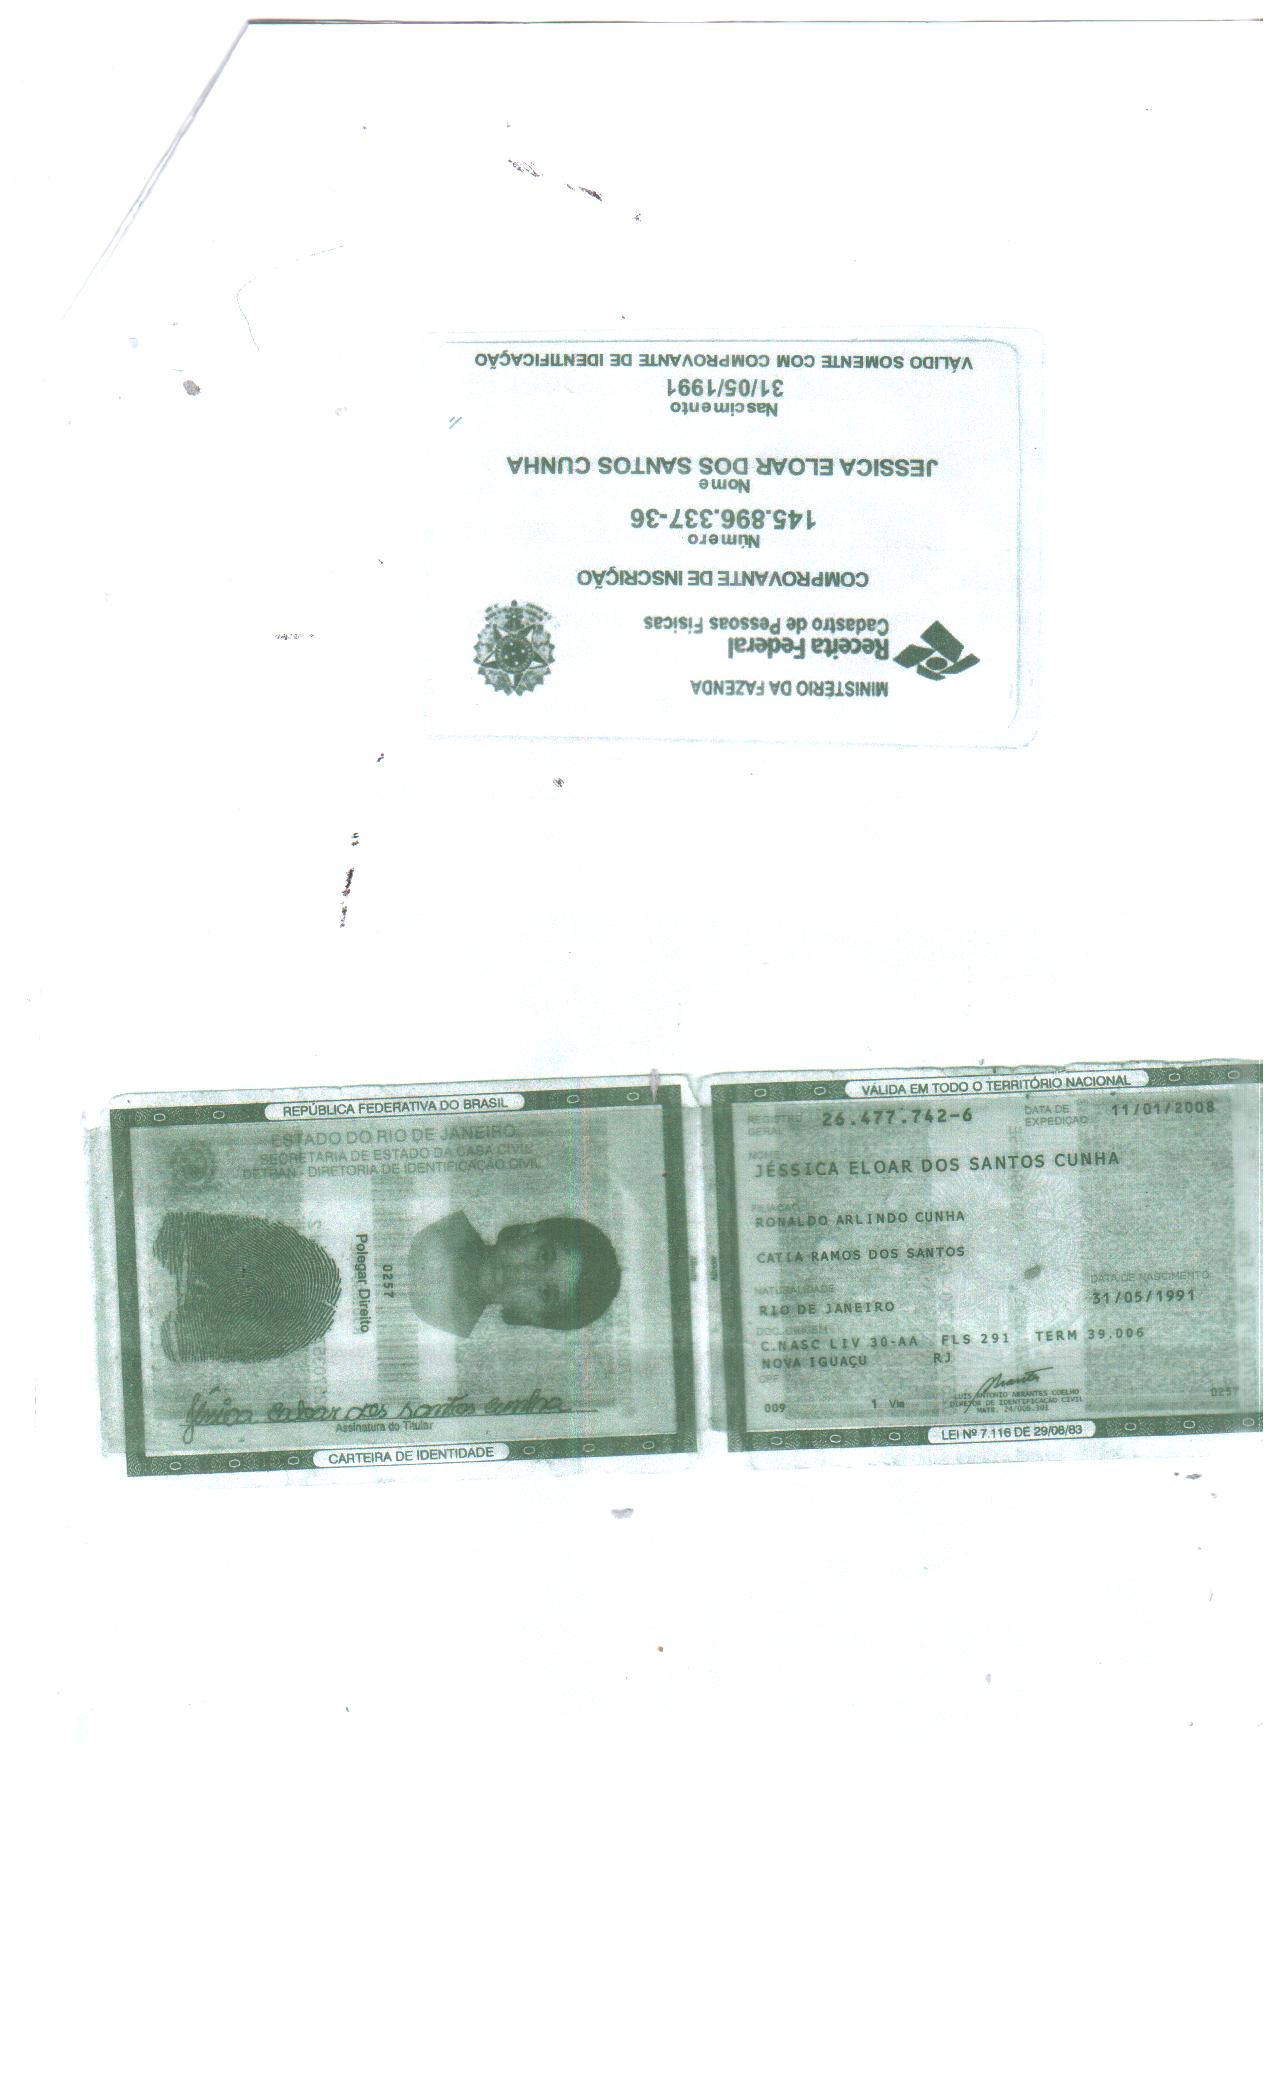 MINISTÉRIO DA FAZENDA
Receita Federal
Cadastro de Pessoas Físicas
COMPROVANTE DE INSCRIÇÃO
Número
145.896.337-36
Nome
JESSICA ELOAR DOS SANTOS CUNHA
Nascimento
31/05/1991
VÁLIDO SOMENTE COM COMPROVANTE DE IDENTIFICAÇÃO
REPÚBLICA FEDERATIVA DO BRASIL
ESTADO DO RIO DE JANEIRO
SECRETARIA DE ESTADO DA CASA CIVIL
DETRAN - DIRETORIA DE IDENTIFICAÇÃO CIVIL
0257
Polegar Direito
Jéssica Eloar dos Santos Cunha
Assinatura do Titular
CARTEIRA DE IDENTIDADE
VÁLIDA EM TODO O TERRITÓRIO NACIONAL
REGISTRO GERAL 26.477.742-6 DATA DE EXPEDIÇÃO 11/01/2008
NOME
JÉSSICA ELOAR DOS SANTOS CUNHA
FILIAÇÃO
RONALDO ARLINDO CUNHA
CATIA RAMOS DOS SANTOS
NATURALIDADE DATA DE NASCIMENTO
RIO DE JANEIRO 31/05/1991
DOC. ORIGEM
C.NASC LIV 30-AA FLS 291 TERM 39.006
NOVA IGUAÇU RJ
CPF
009 1 Via 0257
LUIS ANTONIO ABRANTES COELHO
DIRETOR DE IDENTIFICAÇÃO CIVIL
MATR. 24/006.301
LEI Nº 7.116 DE 29/08/83